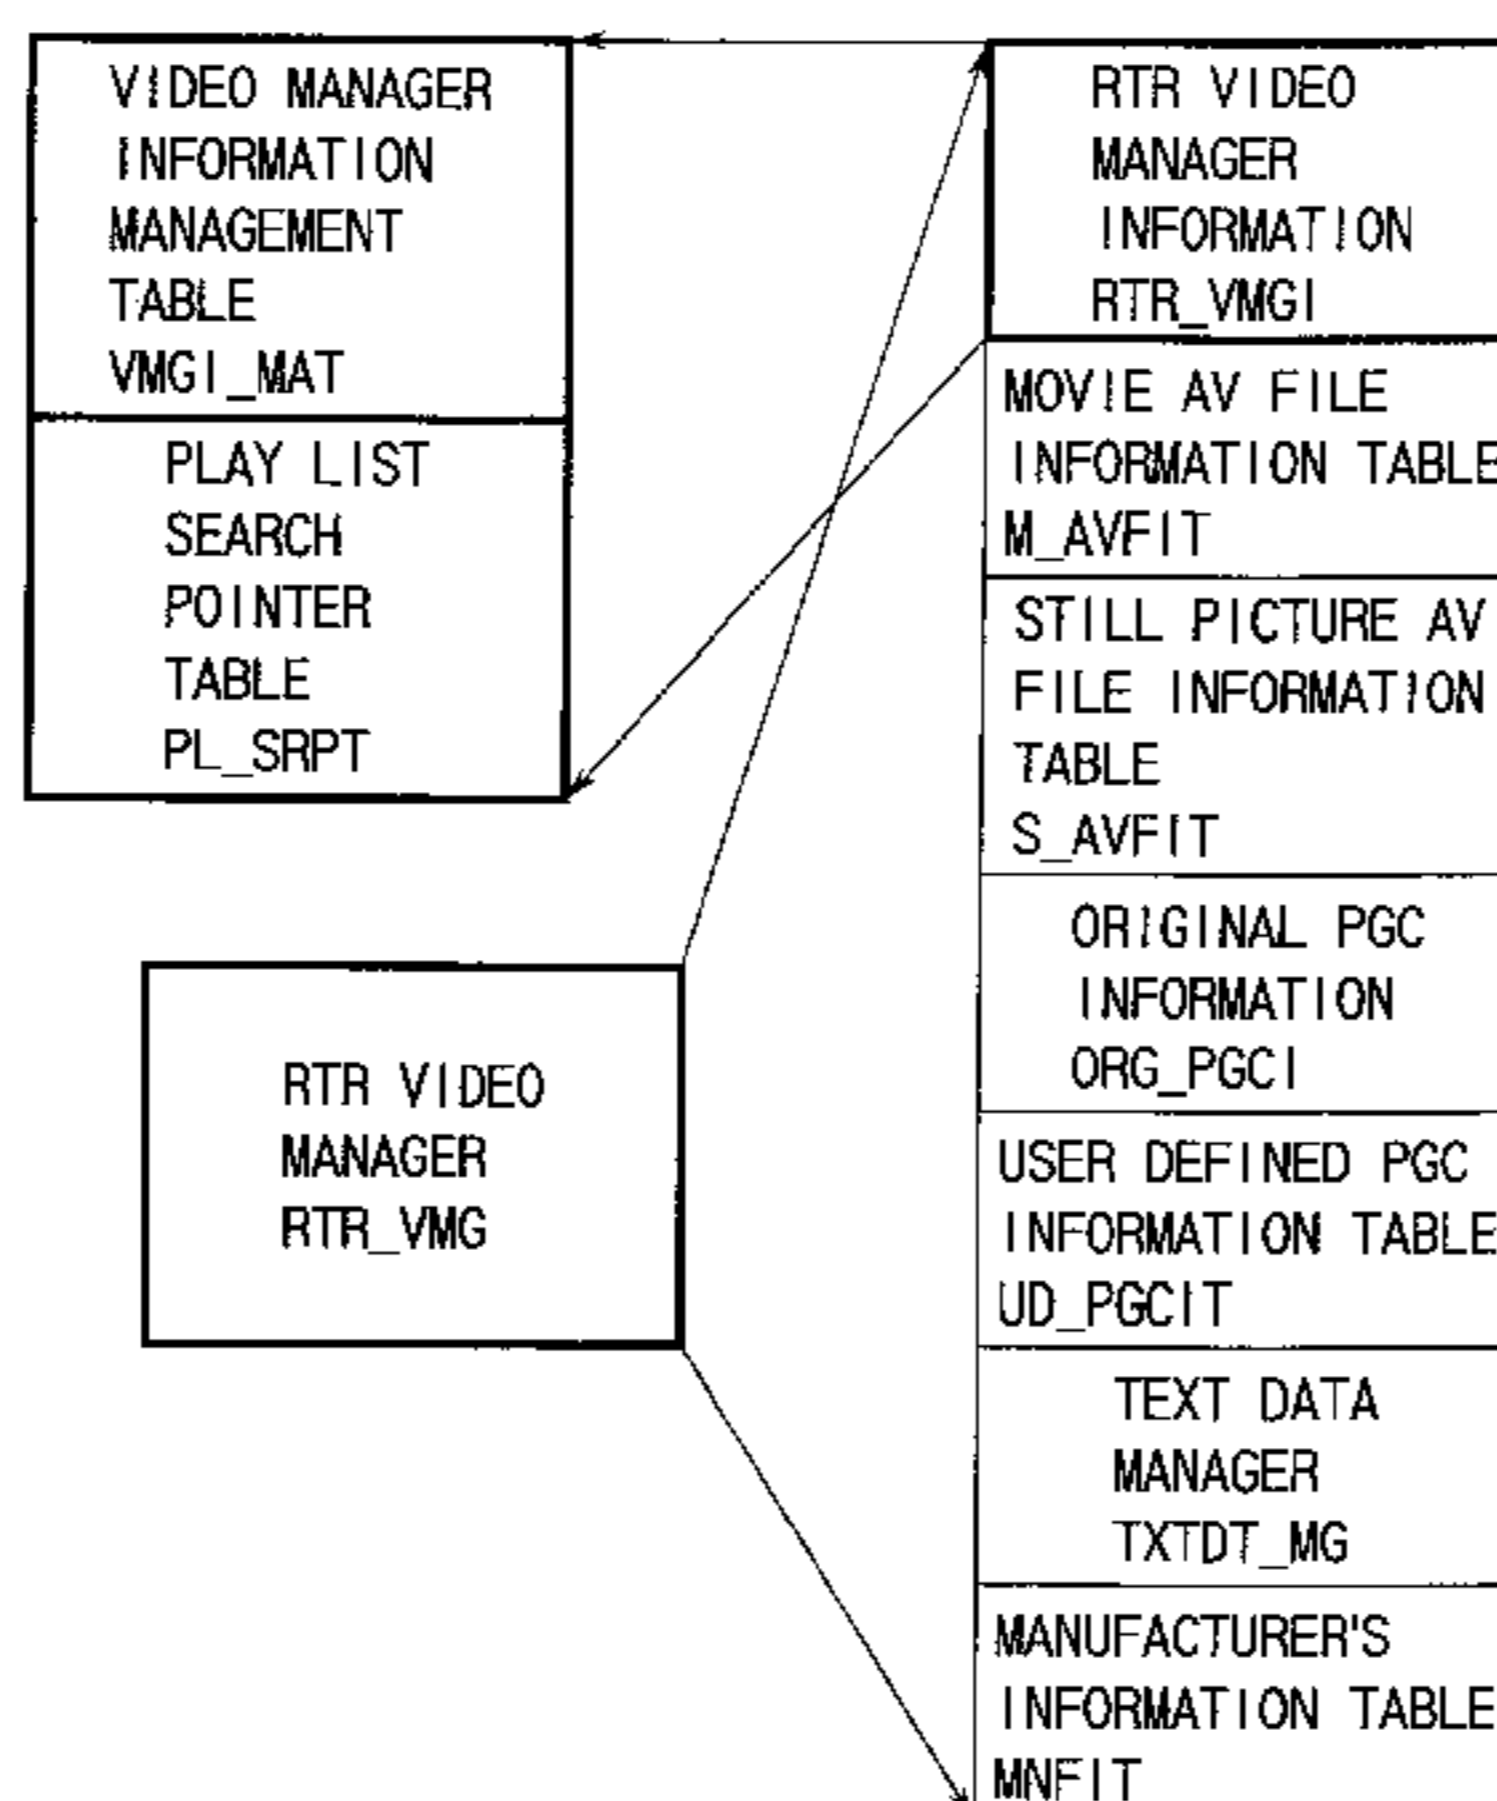 VIDEO MANAGER
INFORMATION
MANAGEMENT
TABLE
VMGI_MAT
PLAY LIST
SEARCH
POINTER
TABLE
PL_SRPT
RTR VIDEO
MANAGER
RTR_VMG
RTR VIDEO
MANAGER
INFORMATION
RTR_VMGI
MOVIE AV FILE
INFORMATION TABLE
M_AVFIT
STILL PICTURE AV
FILE INFORMATION
TABLE
S_AVFIT
ORIGINAL PGC
INFORMATION
ORG_PGCI
USER DEFINED PGC
INFORMATION TABLE
UD_PGCIT
TEXT DATA
MANAGER
TXTDT_MG
MANUFACTURER'S
INFORMATION TABLE
MNFIT